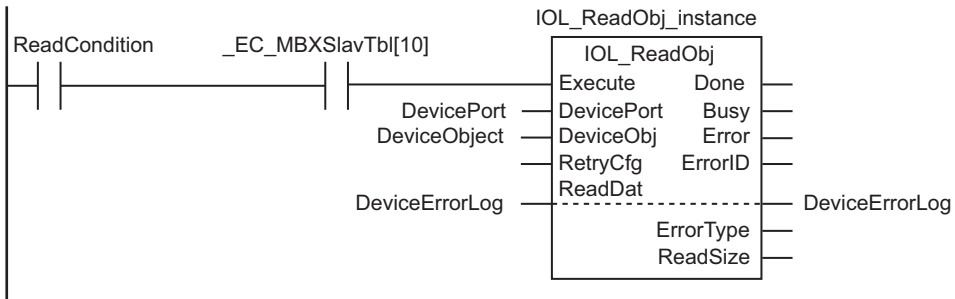 IOL_ReadObj_instance
ReadCondition _EC_MBXSlavTbl[10]
IOL_ReadObj
Execute Done
DevicePort DevicePort Busy
DeviceObject DeviceObj Error
RetryCfg ErrorID
ReadDat
DeviceErrorLog DeviceErrorLog
ErrorType
ReadSize